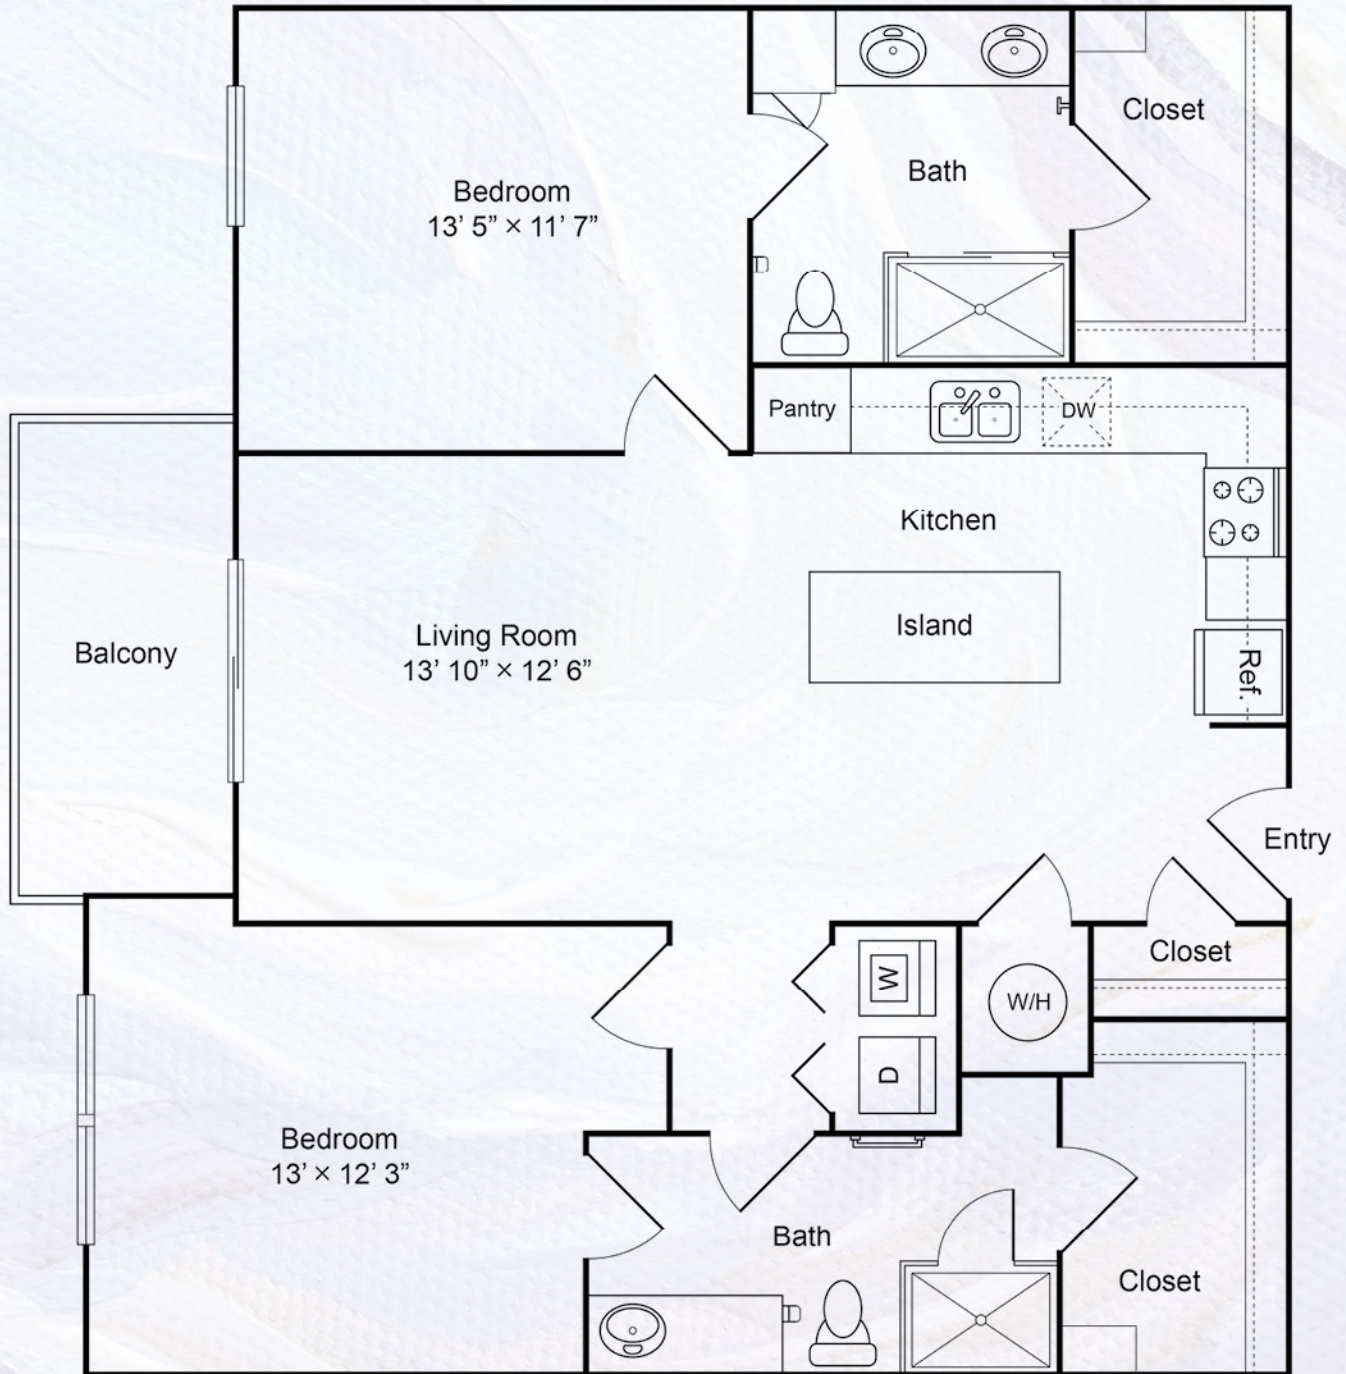 Closet
Bath
Bedroom
13’ 5” × 11’ 7”
Pantry
DW
Kitchen
Island
Living Room
13’ 10” × 12’ 6”
Balcony
Ref.
Entry
Closet
W
W/H
D
Bedroom
13’ × 12’ 3”
Bath
Closet